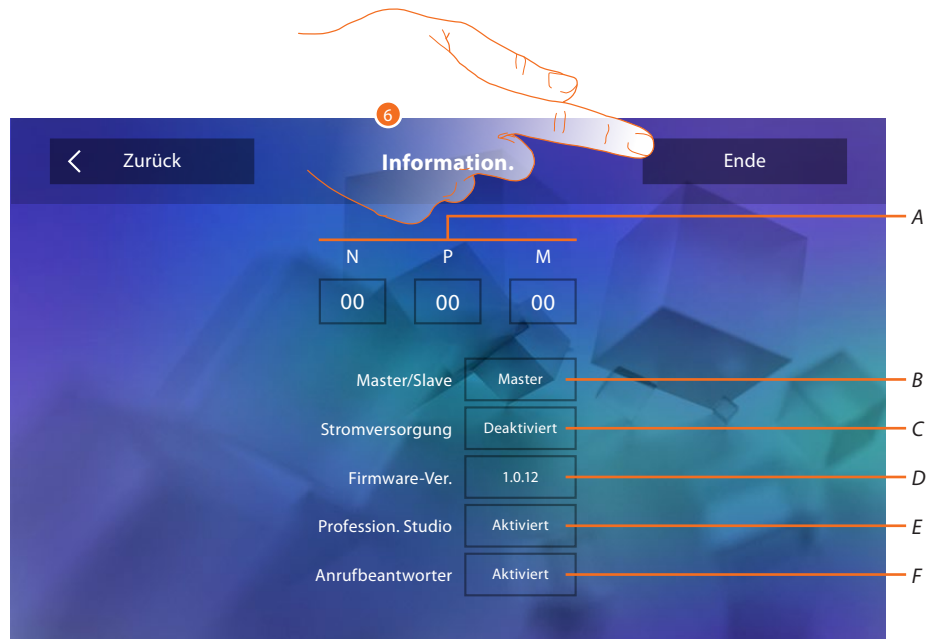 6
Zurück
Information.
Ende
A
N P M
00 00 00
Master/Slave Master B
Stromversorgung Deaktiviert C
Firmware-Ver. 1.0.12 D
Profession. Studio Aktiviert E
Anrufbeantworter Aktiviert F